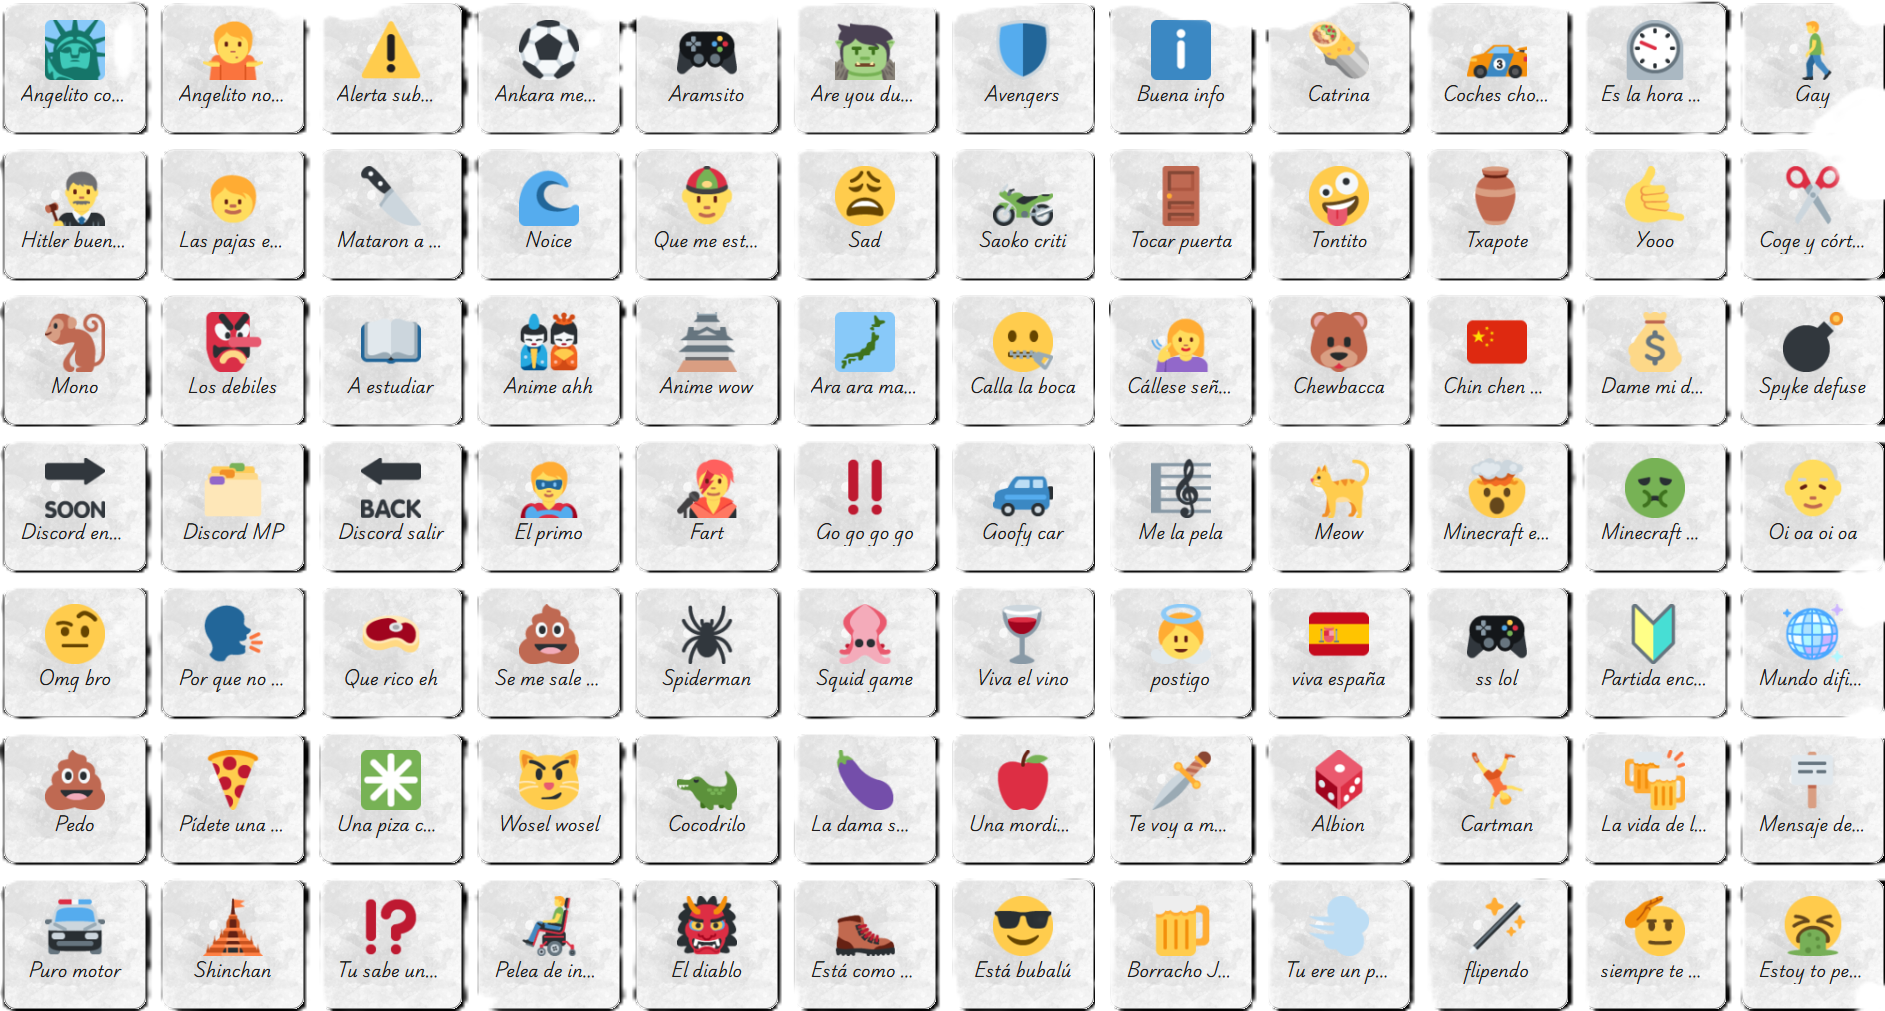 Angelito co...
Angelito no...
Alerta sub...
Ankara me...
Aramsito
Are you du...
Avengers
Buena info
Catrina
Coches cho...
Es la hora ...
Gay
Hitler buen...
Las pajas e...
Mataron a ...
Noice
Que me est...
Sad
Saoko criti
Tocar puerta
Tontito
Txapote
Yooo
Coge y córt...
Mono
Los debiles
A estudiar
Anime ahh
Anime wow
Ara ara ma...
Calla la boca
Cállese señ...
Chewbacca
Chin chen ...
Dame mi d...
Spyke defuse
SOON
Discord en...
Discord MP
BACK
Discord salir
El primo
Fart
Go go go go
Goofy car
Me la pela
Meow
Minecraft e...
Minecraft ...
Oi oa oi oa
Omg bro
Por que no ...
Que rico eh
Se me sale ...
Spiderman
Squid game
Viva el vino
postigo
viva españa
ss lol
Partida enc...
Mundo difi...
Pedo
Pídete una ...
Una piza c...
Wosel wosel
Cocodrilo
La dama s...
Una mordi...
Te voy a m...
Albion
Cartman
La vida de l...
Mensaje de...
Puro motor
Shinchan
Tu sabe un...
Pelea de in...
El diablo
Está como ...
Está bubalú
Borracho J...
Tu ere un p...
flipendo
siempre te ...
Estoy to pe...